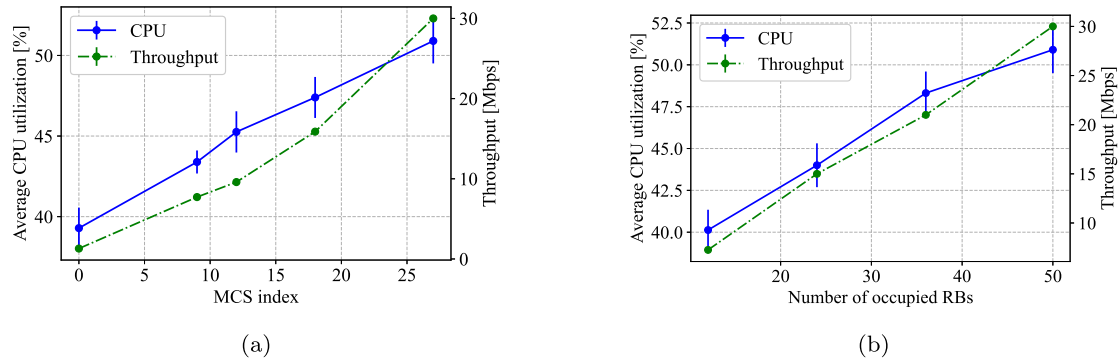 CPU
Throughput
50
45
40
Average CPU utilization [%]
30
20
10
0
Throughput [Mbps]
0 5 10 15 20 25
MCS index
(a)
CPU
Throughput
52.5
50.0
47.5
45.0
42.5
40.0
Average CPU utilization [%]
30
25
20
15
10
Throughput [Mbps]
20 30 40 50
Number of occupied RBs
(b)